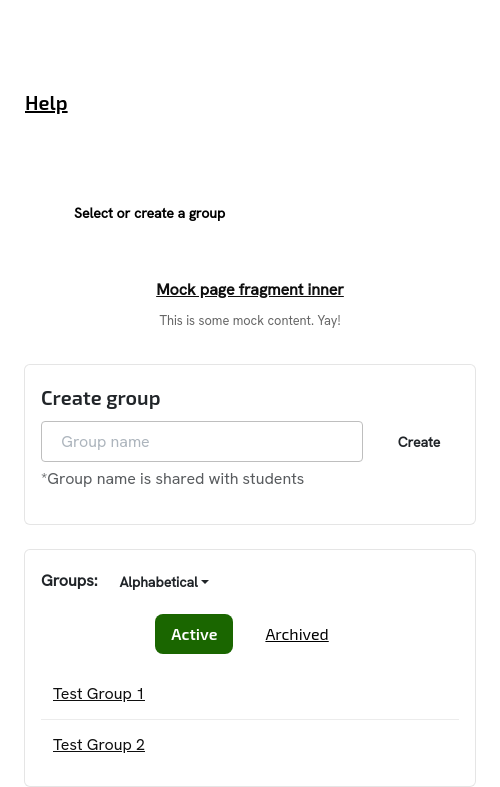 Help
Select or create a group
Mock page fragment inner
This is some mock content. Yay!
Create group
Group name
Create
*Group name is shared with students
Groups:
Alphabetical
Active
Archived
Test Group 1
Test Group 2